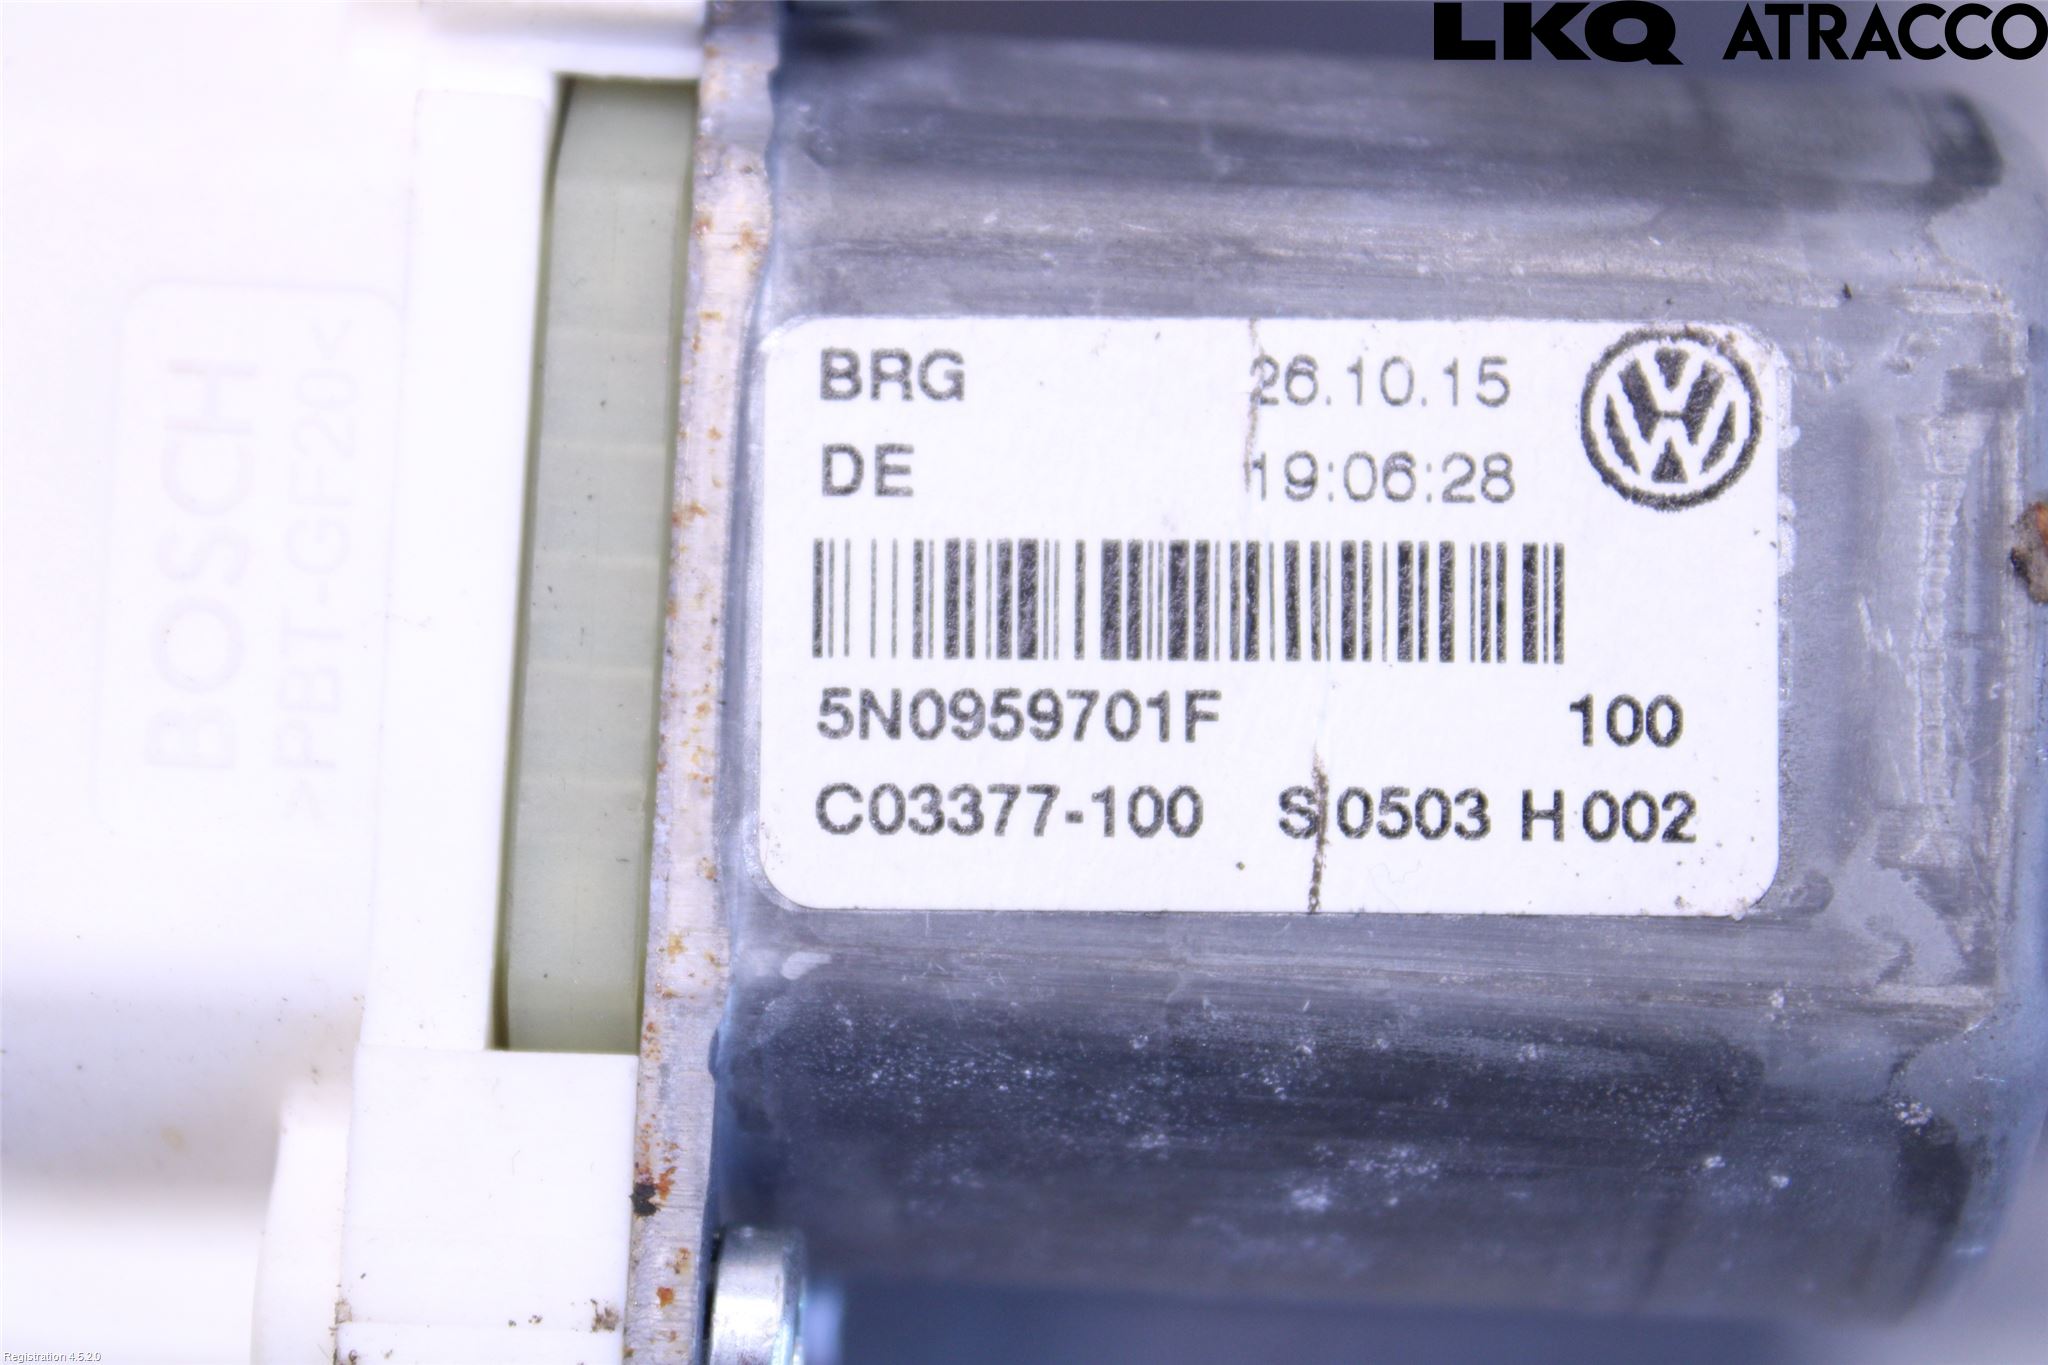 LKQ ATRACCO
BRG 26.10.15
DE 19:06:28
5N0959701F 100
C03377-100 S 0503 H 002
BOSCH
>PBT-GF20<
Registration 4.5.2.0